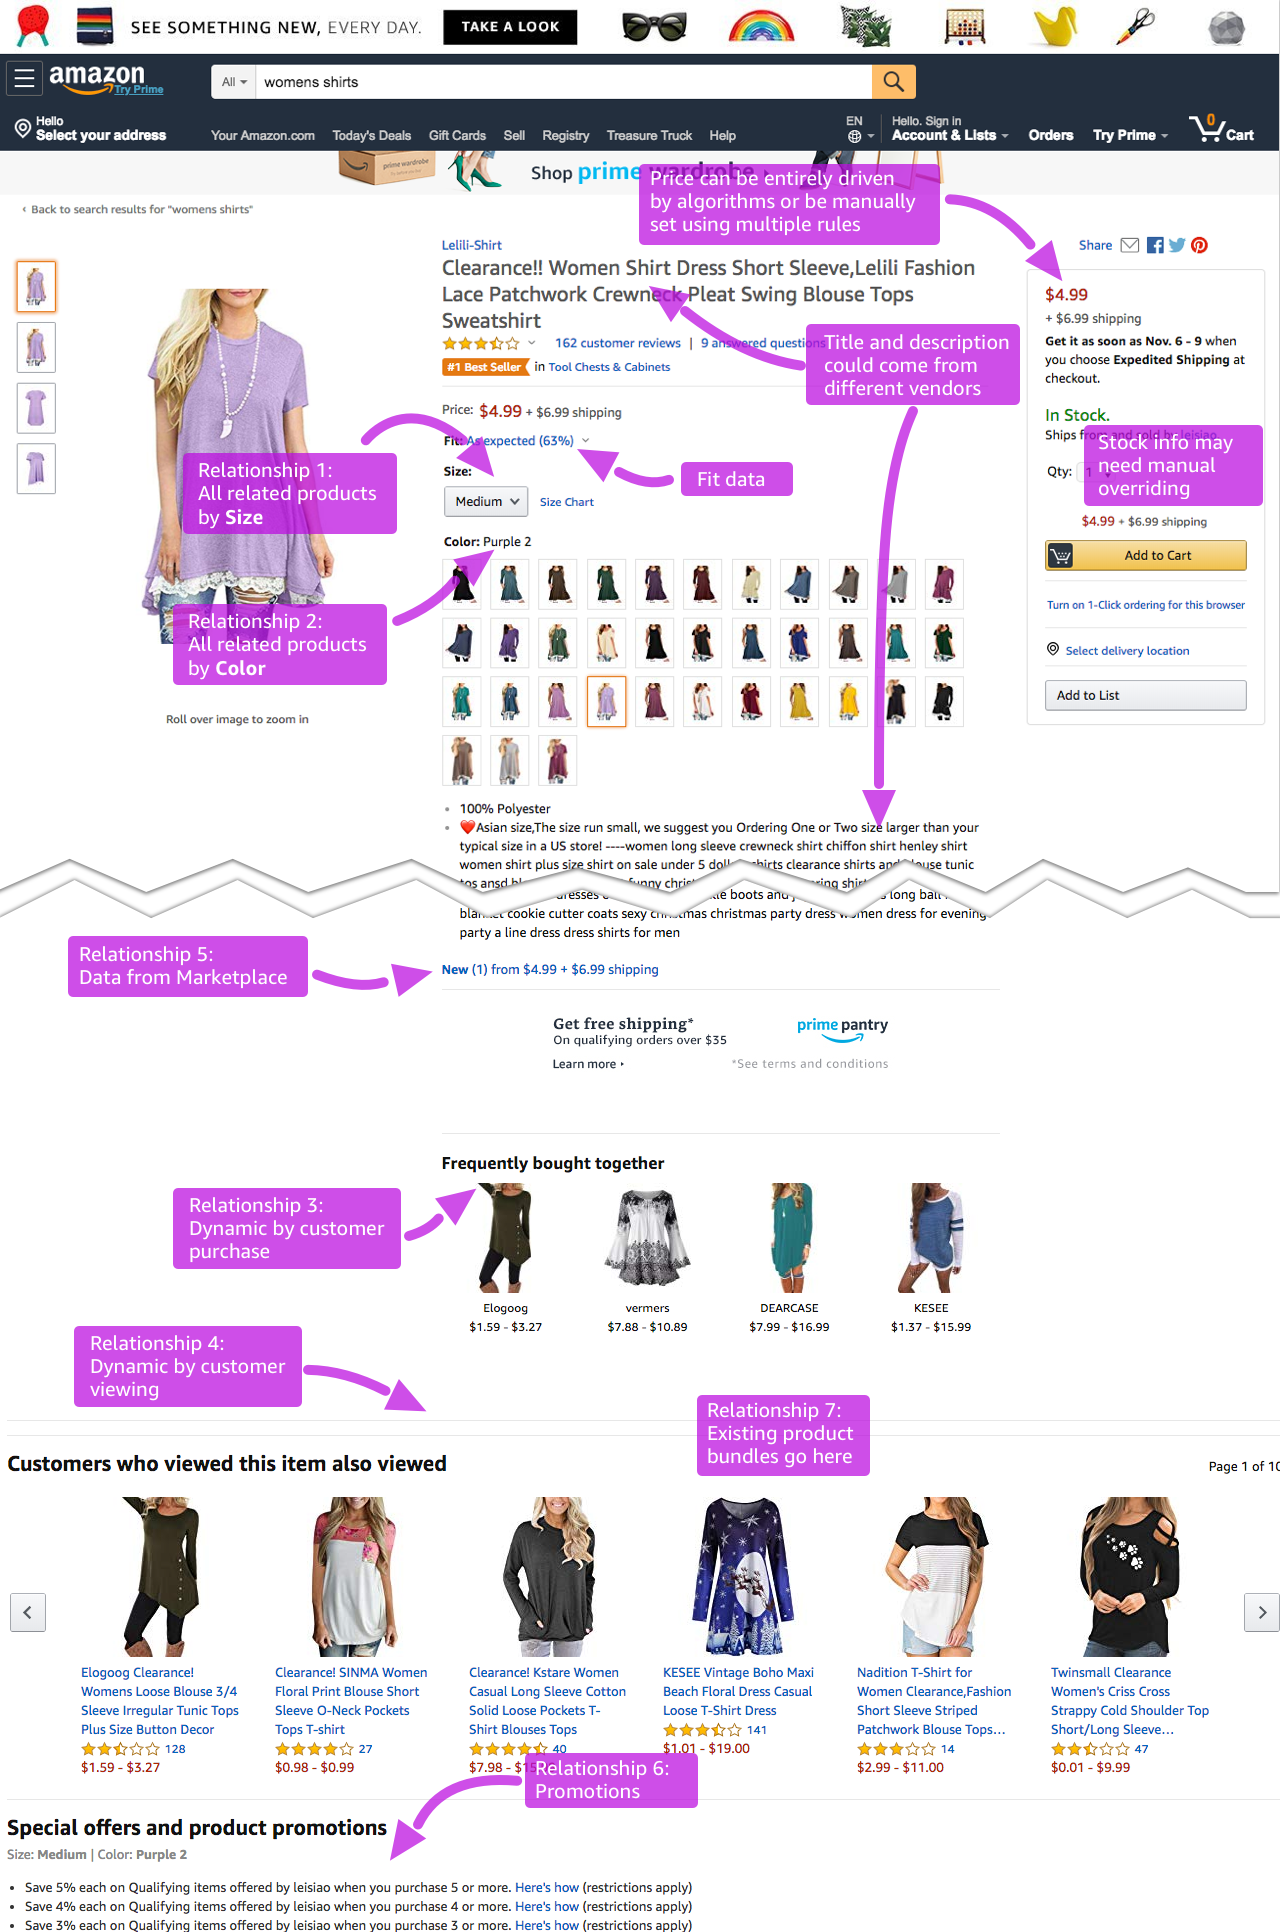 SEE SOMETHING NEW, EVERY DAY.
TAKE A LOOK
amazon
Try Prime
All
womens shirts
Hello
Select your address
Your Amazon.com
Today's Deals
Gift Cards
Sell
Registry
Treasure Truck
Help
EN
Hello. Sign in
Account & Lists
Orders
Try Prime
0
Cart
prime wardrobe
Shop prime wardrobe
Price can be entirely driven
by algorithms or be manually
set using multiple rules
‹ Back to search results for "womens shirts"
Lelili-Shirt
Clearance!! Women Shirt Dress Short Sleeve,Lelili Fashion
Lace Patchwork Crewneck Pleat Swing Blouse Tops
Sweatshirt
162 customer reviews | 9 answered questions
#1 Best Seller in Tool Chests & Cabinets
Title and description
could come from
different vendors
Price: $4.99 + $6.99 shipping
Fit: As expected (63%)
Size:
Medium
Size Chart
Fit data
Relationship 1:
All related products
by Size
Color: Purple 2
Relationship 2:
All related products
by Color
Roll over image to zoom in
Share
$4.99
+ $6.99 shipping
Get it as soon as Nov. 6 - 9 when
you choose Expedited Shipping at
checkout.
In Stock.
Ships from and sold by leisiao
Qty: 1
Stock info may
need manual
overriding
$4.99 + $6.99 shipping
Add to Cart
Turn on 1-Click ordering for this browser
Select delivery location
Add to List
• 100% Polyester
• ❤Asian size,The size run small, we suggest you Ordering One or Two size larger than your
typical size in a US store! ----women long sleeve crewneck shirt chiffon shirt henley shirt
women shirt plus size shirt on sale under 5 dollar shirts clearance shirts and blouse tunic
tos ansd funny
boots and long ball
blanket cookie cutter coats sexy christmas christmas party dress women dress for evening
party a line dress dress shirts for men
Relationship 5:
Data from Marketplace
New (1) from $4.99 + $6.99 shipping
Get free shipping*
On qualifying orders over $35
Learn more ›
prime pantry
*See terms and conditions
Frequently bought together
Relationship 3:
Dynamic by customer
purchase
Elogoog
$1.59 - $3.27
vermers
$7.88 - $10.89
DEARCASE
$7.99 - $16.99
KESEE
$1.37 - $15.99
Relationship 4:
Dynamic by customer
viewing
Relationship 7:
Existing product
bundles go here
Customers who viewed this item also viewed
Page 1 of 10
Elogoog Clearance!
Womens Loose Blouse 3/4
Sleeve Irregular Tunic Tops
Plus Size Button Decor
128
$1.59 - $3.27
Clearance! SINMA Women
Floral Print Blouse Short
Sleeve O-Neck Pockets
Tops T-shirt
27
$0.98 - $0.99
Clearance! Kstare Women
Casual Long Sleeve Cotton
Solid Loose Pockets T-
Shirt Blouses Tops
40
$7.98 -
KESEE Vintage Boho Maxi
Beach Floral Dress Casual
Loose T-Shirt Dress
141
$1.01 - $19.00
Nadition T-Shirt for
Women Clearance,Fashion
Short Sleeve Striped
Patchwork Blouse Tops...
14
$2.99 - $11.00
Twinsmall Clearance
Women's Criss Cross
Strappy Cold Shoulder Top
Short/Long Sleeve...
47
$0.01 - $9.99
Relationship 6:
Promotions
Special offers and product promotions
Size: Medium | Color: Purple 2
• Save 5% each on Qualifying items offered by leisiao when you purchase 5 or more. Here's how (restrictions apply)
• Save 4% each on Qualifying items offered by leisiao when you purchase 4 or more. Here's how (restrictions apply)
• Save 3% each on Qualifying items offered by leisiao when you purchase 3 or more. Here's how (restrictions apply)